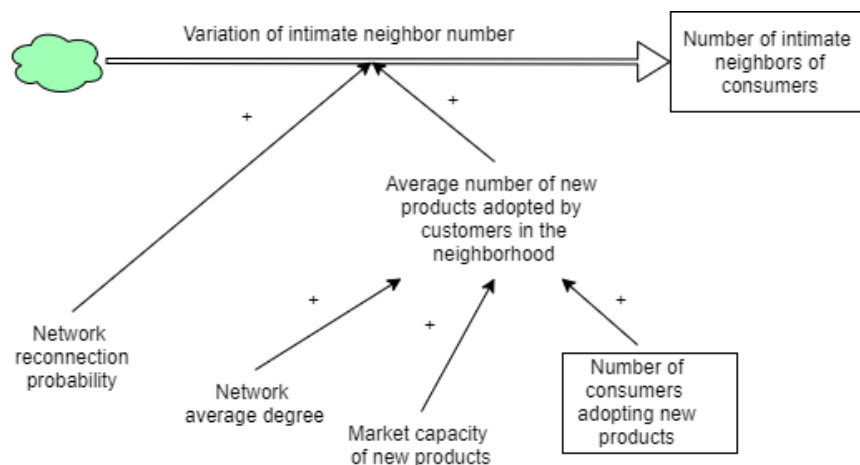 Variation of intimate neighbor number
Number of intimate
neighbors of
consumers
+
+
Average number of new
products adopted by
customers in the
neighborhood
+
+
+
Network
reconnection
probability
Network
average degree
Market capacity
of new products
Number of
consumers
adopting new
products